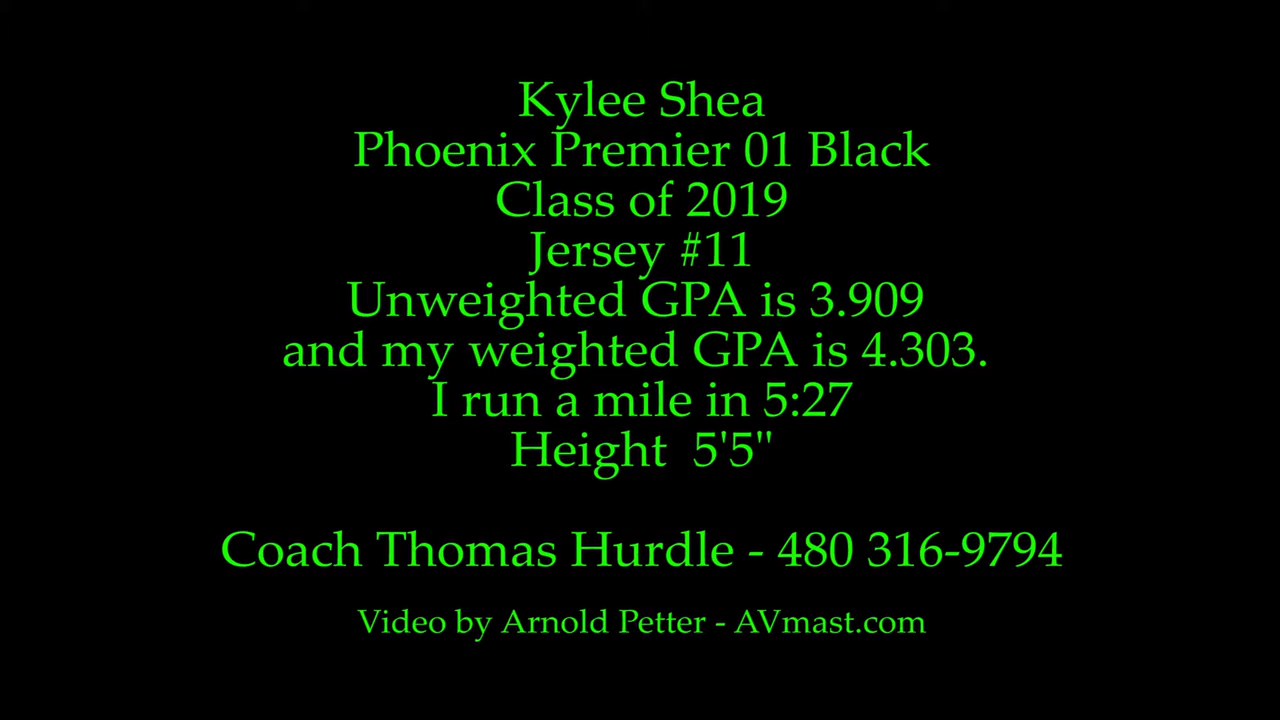 Kylee Shea
Phoenix Premier 01 Black
Class of 2019
Jersey #11
Unweighted GPA is 3.909
and my weighted GPA is 4.303.
I run a mile in 5:27
Height  5'5"
Coach Thomas Hurdle - 480 316-9794
Video by Arnold Petter - AVmast.com